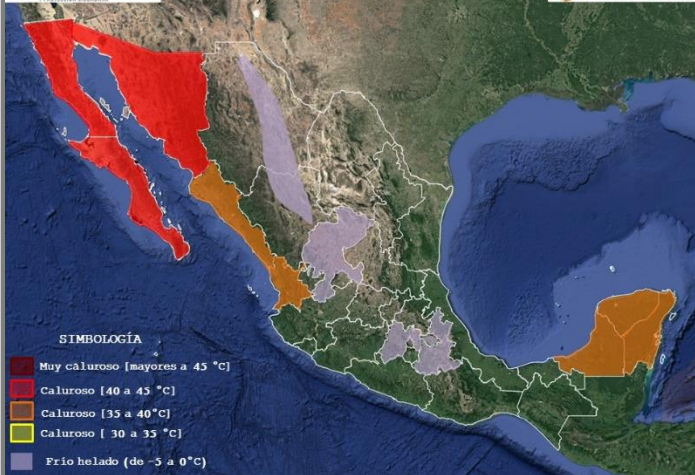 SIMBOLOGÍA
Muy caluroso [mayores a 45 °C]
Caluroso [40 a 45 °C]
Caluroso [35 a 40°C]
Caluroso [ 30 a 35 °C]
Frío helado (de -5 a 0°C)